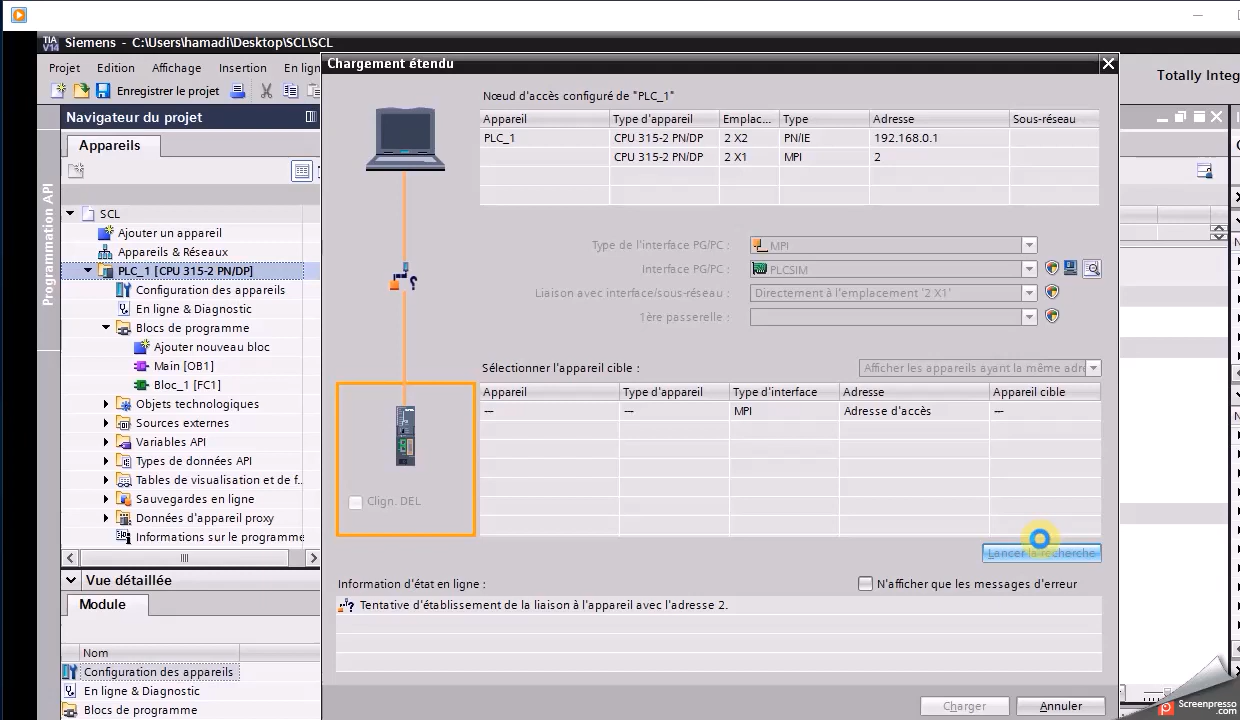 TIA V14 Siemens - C:\Users\hamadi\Desktop\SCL\SCL
Projet Edition Affichage Insertion En lign
Enregistrer le projet
Totally Integ
Navigateur du projet
Appareils
Programmation API
SCL
Ajouter un appareil
Appareils & Réseaux
PLC_1 [CPU 315-2 PN/DP]
Configuration des appareils
En ligne & Diagnostic
Blocs de programme
Ajouter nouveau bloc
Main [OB1]
Bloc_1 [FC1]
Objets technologiques
Sources externes
Variables API
Types de données API
Tables de visualisation et de f...
Sauvegardes en ligne
Données d'appareil proxy
Informations sur le programme
Vue détaillée
Module
Nom
Configuration des appareils
En ligne & Diagnostic
Blocs de programme
Chargement étendu
Nœud d'accès configuré de "PLC_1"
Appareil Type d'appareil Emplac... Type Adresse Sous-réseau
PLC_1 CPU 315-2 PN/DP 2 X2 PN/IE 192.168.0.1
CPU 315-2 PN/DP 2 X1 MPI 2
Type de l'interface PG/PC : MPI
Interface PG/PC : PLCSIM
Liaison avec interface/sous-réseau : Directement à l'emplacement '2 X1'
1ère passerelle :
Sélectionner l'appareil cible : Afficher les appareils ayant la même adr
Appareil Type d'appareil Type d'interface Adresse Appareil cible
— — MPI Adresse d'accès —
Clign. DEL
Lancer la recherche
Information d'état en ligne : N'afficher que les messages d'erreur
Tentative d'établissement de la liaison à l'appareil avec l'adresse 2.
Charger Annuler
Screenpresso
.com